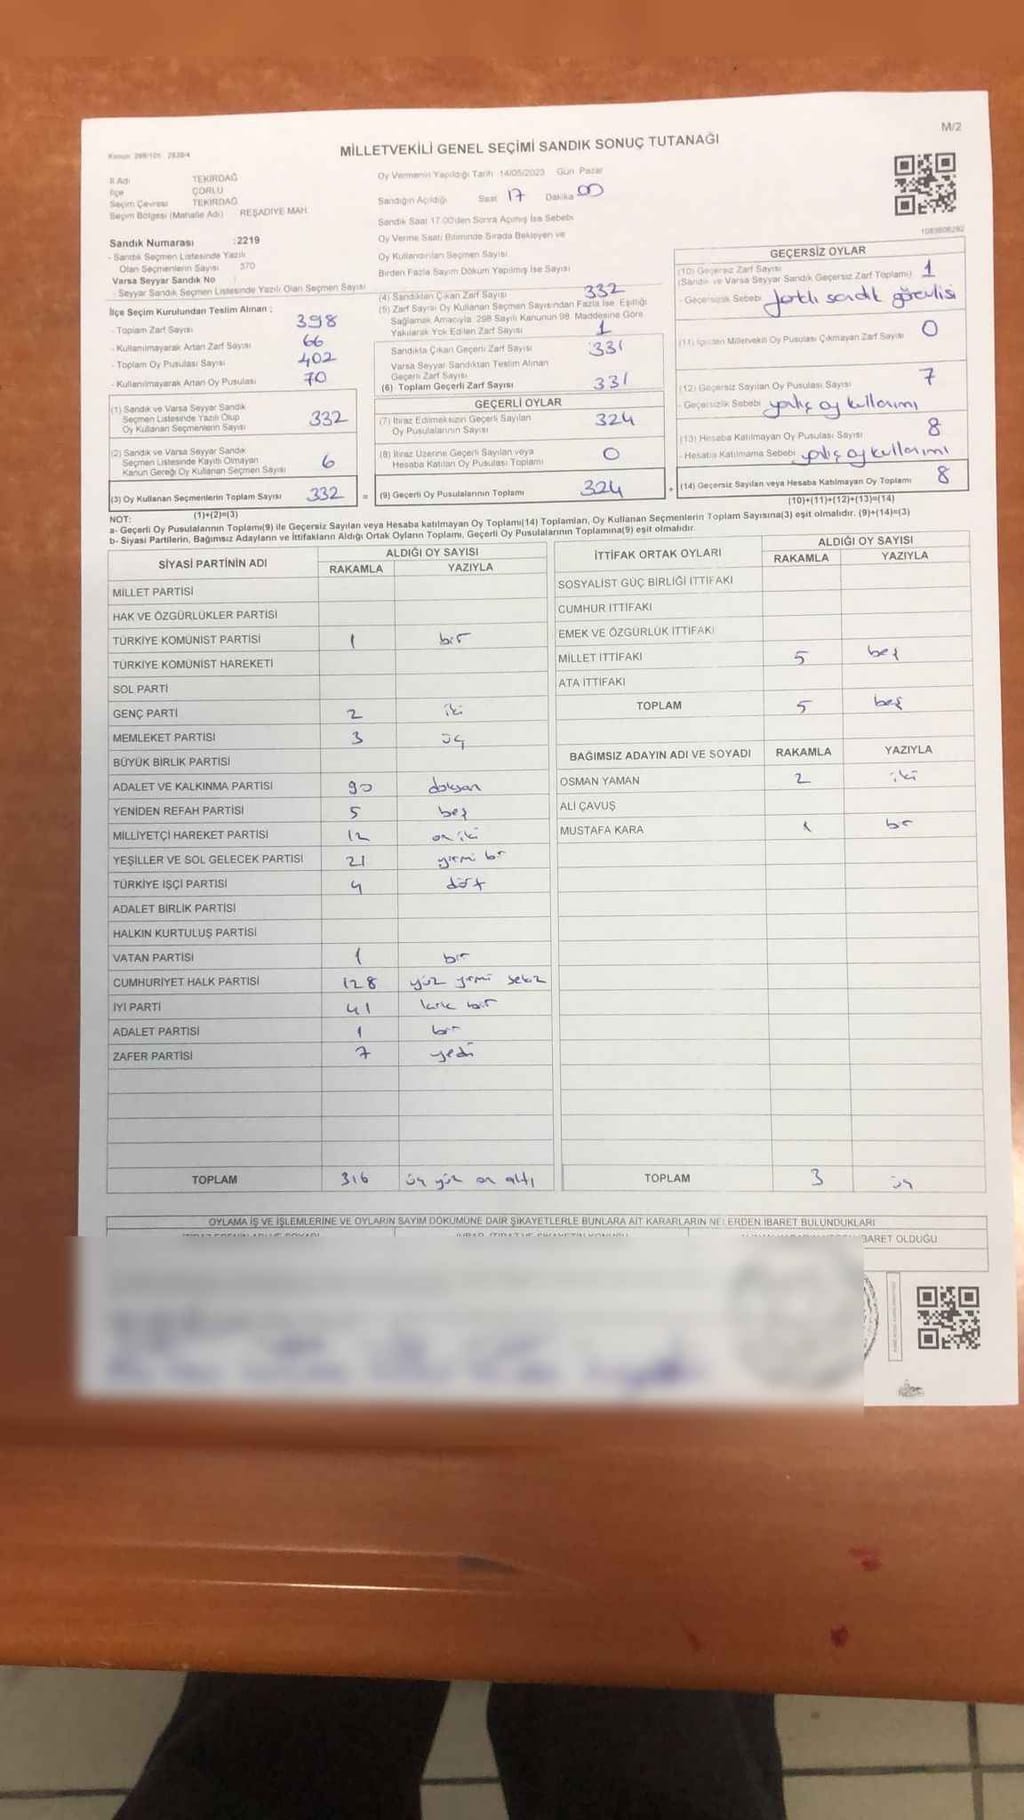 M/2
Kanun: 298/105 2839/4
MİLLETVEKİLİ GENEL SEÇİMİ SANDIK SONUÇ TUTANAĞI
İl Adı TEKİRDAĞ
İlçe ÇORLU
Seçim Çevresi TEKİRDAĞ
Seçim Bölgesi (Mahalle Adı) REŞADİYE MAH.
Sandık Numarası :2219
- Sandık Seçmen Listesinde Yazılı
Olan Seçmenlerin Sayısı 370
Varsa Seyyar Sandık No
- Seyyar Sandık Seçmen Listesinde Yazılı Olan Seçmen Sayısı
İlçe Seçim Kurulundan Teslim Alınan ;
- Toplam Zarf Sayısı 398
- Kullanılmayarak Artan Zarf Sayısı 66
- Toplam Oy Pusulası Sayısı 402
- Kullanılmayarak Artan Oy Pusulası 70
(1) Sandık ve Varsa Seyyar Sandık
Seçmen Listesinde Yazılı Olup
Oy Kullanan Seçmenlerin Sayısı 332
(2) Sandık ve Varsa Seyyar Sandık
Seçmen Listesinde Kayıtlı Olmayan
Kanun Gereği Oy Kullanan Seçmen Sayısı 6
(3) Oy Kullanan Seçmenlerin Toplam Sayısı 332 =
(1)+(2)=(3)
Oy Vermenin Yapıldığı Tarih 14/05/2023 Gün Pazar
Sandığın Açıldığı Saat 17 Dakika 00
Sandık Saat 17.00'den Sonra Açılmış İse Sebebi
Oy Verme Saati Bitiminde Sırada Bekleyen ve
Oy Kullandırılan Seçmen Sayısı
Birden Fazla Sayım Döküm Yapılmış İse Sayısı
(4) Sandıktan Çıkan Zarf Sayısı 332
(5) Zarf Sayısı Oy Kullanan Seçmen Sayısından Fazla İse, Eşitliği
Sağlamak Amacıyla, 298 Sayılı Kanunun 98. Maddesine Göre
Yakılarak Yok Edilen Zarf Sayısı 1
Sandıkta Çıkan Geçerli Zarf Sayısı 331
Varsa Seyyar Sandıktan Teslim Alınan
Geçerli Zarf Sayısı
(6) Toplam Geçerli Zarf Sayısı 331
GEÇERLİ OYLAR
(7) İtiraz Edilmeksizin Geçerli Sayılan
Oy Pusulalarının Sayısı 324
(8) İtiraz Üzerine Geçerli Sayılan veya
Hesaba Katılan Oy Pusulası Toplamı 0
(9) Geçerli Oy Pusulalarının Toplamı 324 +
1083808282
GEÇERSİZ OYLAR
(10) Geçersiz Zarf Sayısı
(Sandık ve Varsa Seyyar Sandık Geçersiz Zarf Toplamı) 1
- Geçersizlik Sebebi farklı sandık görevlisi
(11) İçinden Milletvekili Oy Pusulası Çıkmayan Zarf Sayısı 0
(12) Geçersiz Sayılan Oy Pusulası Sayısı 7
- Geçersizlik Sebebi yanlış oy kullanımı
(13) Hesaba Katılmayan Oy Pusulası Sayısı 8
- Hesaba Katılmama Sebebi yanlış oy kullanımı
(14) Geçersiz Sayılan veya Hesaba Katılmayan Oy Toplamı 8
(10)+(11)+(12)+(13)=(14)
NOT:
a- Geçerli Oy Pusulalarının Toplamı(9) ile Geçersiz Sayılan veya Hesaba katılmayan Oy Toplamı(14) Toplamları, Oy Kullanan Seçmenlerin Toplam Sayısına(3) eşit olmalıdır. (9)+(14)=(3)
b- Siyasi Partilerin, Bağımsız Adayların ve İttifakların Aldığı Ortak Oyların Toplamı, Geçerli Oy Pusulalarının Toplamına(9) eşit olmalıdır.
SİYASİ PARTİNİN ADI ALDIĞI OY SAYISI
RAKAMLA YAZIYLA
MİLLET PARTİSİ
HAK VE ÖZGÜRLÜKLER PARTİSİ
TÜRKİYE KOMÜNİST PARTİSİ 1 bir
TÜRKİYE KOMÜNİST HAREKETİ
SOL PARTİ
GENÇ PARTİ 2 iki
MEMLEKET PARTİSİ 3 üç
BÜYÜK BİRLİK PARTİSİ
ADALET VE KALKINMA PARTİSİ 90 doksan
YENİDEN REFAH PARTİSİ 5 beş
MİLLİYETÇİ HAREKET PARTİSİ 12 on iki
YEŞİLLER VE SOL GELECEK PARTİSİ 21 yirmi bir
TÜRKİYE İŞÇİ PARTİSİ 4 dört
ADALET BİRLİK PARTİSİ
HALKIN KURTULUŞ PARTİSİ
VATAN PARTİSİ 1 bir
CUMHURİYET HALK PARTİSİ 128 yüz yirmi sekiz
İYİ PARTİ 41 kırk bir
ADALET PARTİSİ 1 bir
ZAFER PARTİSİ 7 yedi
TOPLAM 316 üç yüz on altı
İTTİFAK ORTAK OYLARI ALDIĞI OY SAYISI
RAKAMLA YAZIYLA
SOSYALİST GÜÇ BİRLİĞİ İTTİFAKI
CUMHUR İTTİFAKI
EMEK VE ÖZGÜRLÜK İTTİFAKI
MİLLET İTTİFAKI 5 beş
ATA İTTİFAKI
TOPLAM 5 beş
BAĞIMSIZ ADAYIN ADI VE SOYADI RAKAMLA YAZIYLA
OSMAN YAMAN 2 iki
ALİ ÇAVUŞ
MUSTAFA KARA 1 bir
TOPLAM 3 üç
OYLAMA İŞ VE İŞLEMLERİNE VE OYLARIN SAYIM DÖKÜMÜNE DAİR ŞİKAYETLERLE BUNLARA AİT KARARLARIN NELERDEN İBARET BULUNDUKLARI
BARET OLDUĞU